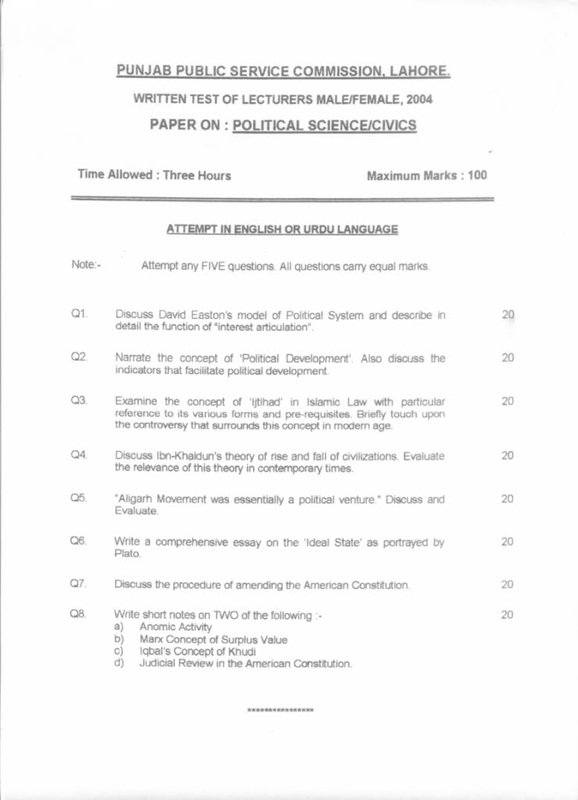 PUNJAB PUBLIC SERVICE COMMISSION, LAHORE.
WRITTEN TEST OF LECTURERS MALE/FEMALE, 2004
PAPER ON : POLITICAL SCIENCE/CIVICS
Time Allowed : Three Hours Maximum Marks : 100
ATTEMPT IN ENGLISH OR URDU LANGUAGE
Note:- Attempt any FIVE questions. All questions carry equal marks.
Q1. Discuss David Easton's model of Political System and describe in 20
detail the function of "interest articulation".
Q2. Narrate the concept of 'Political Development'. Also discuss the 20
indicators that facilitate political development.
Q3. Examine the concept of 'Ijtihad' in Islamic Law with particular 20
reference to its various forms and pre-requisites. Briefly touch upon
the controversy that surrounds this concept in modern age.
Q4. Discuss Ibn-Khaldun's theory of rise and fall of civilizations. Evaluate 20
the relevance of this theory in contemporary times.
Q5. "Aligarh Movement was essentially a political venture." Discuss and 20
Evaluate.
Q6. Write a comprehensive essay on the 'Ideal State' as portrayed by 20
Plato.
Q7. Discuss the procedure of amending the American Constitution. 20
Q8. Write short notes on TWO of the following :- 20
a) Anomic Activity
b) Marx Concept of Surplus Value
c) Iqbal's Concept of Khudi
d) Judicial Review in the American Constitution.
****************